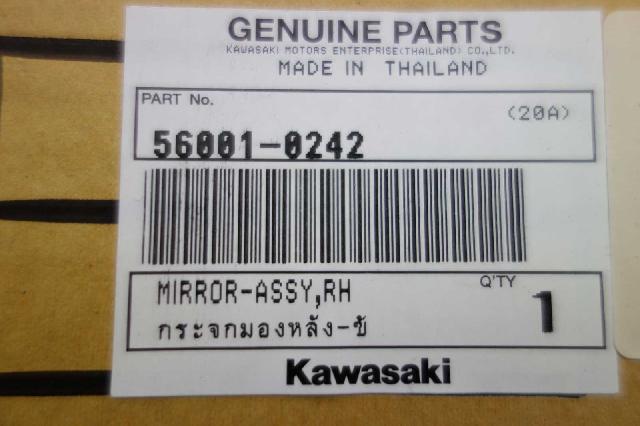 GENUINE PARTS
KAWASAKI MOTORS ENTERPRISE(THAILAND) CO.,LTD.
MADE IN THAILAND
PART No.
(20A)
56001-0242
MIRROR-ASSY,RH
Q'TY
1
กระจกมองหลัง-ข้
Kawasaki